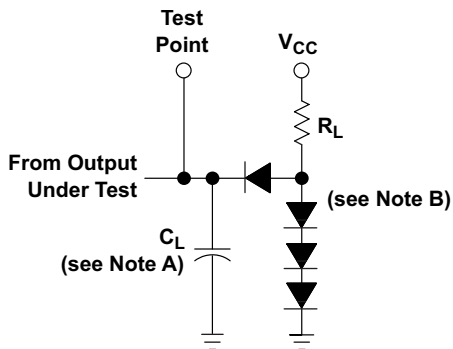 Test
Point
VCC
RL
From Output
Under Test
(see Note B)
CL
(see Note A)